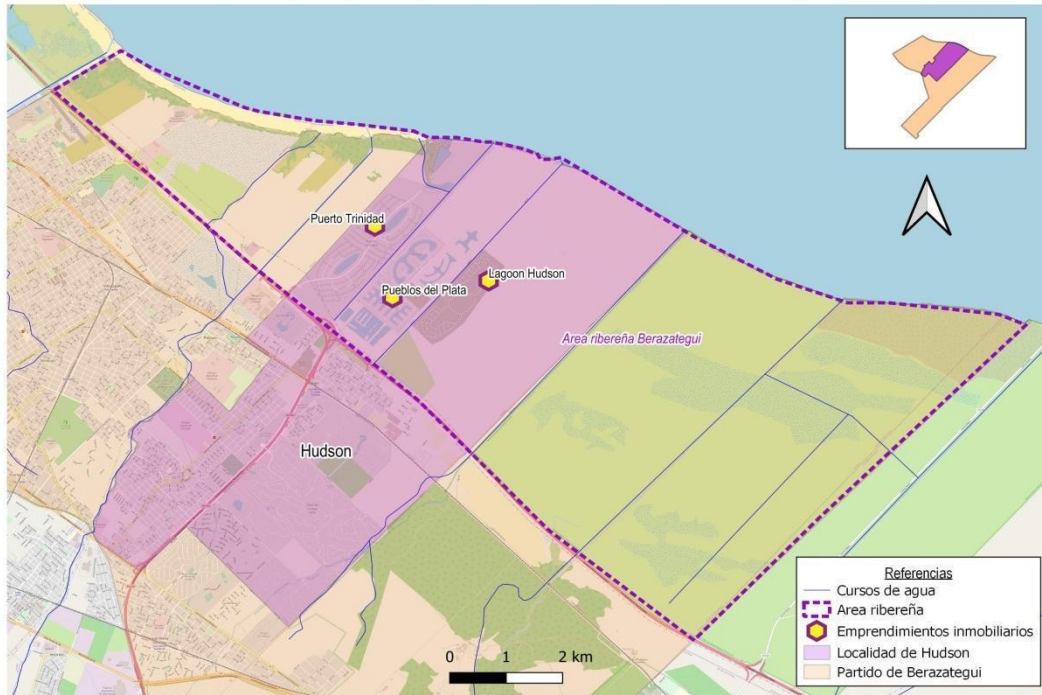 Puerto Trinidad
Lagoon Hudson
Pueblos del Plata
Area ribereña Berazategui
Hudson
0 1 2 km
Referencias
Cursos de agua
Area ribereña
Emprendimientos inmobiliarios
Localidad de Hudson
Partido de Berazategui